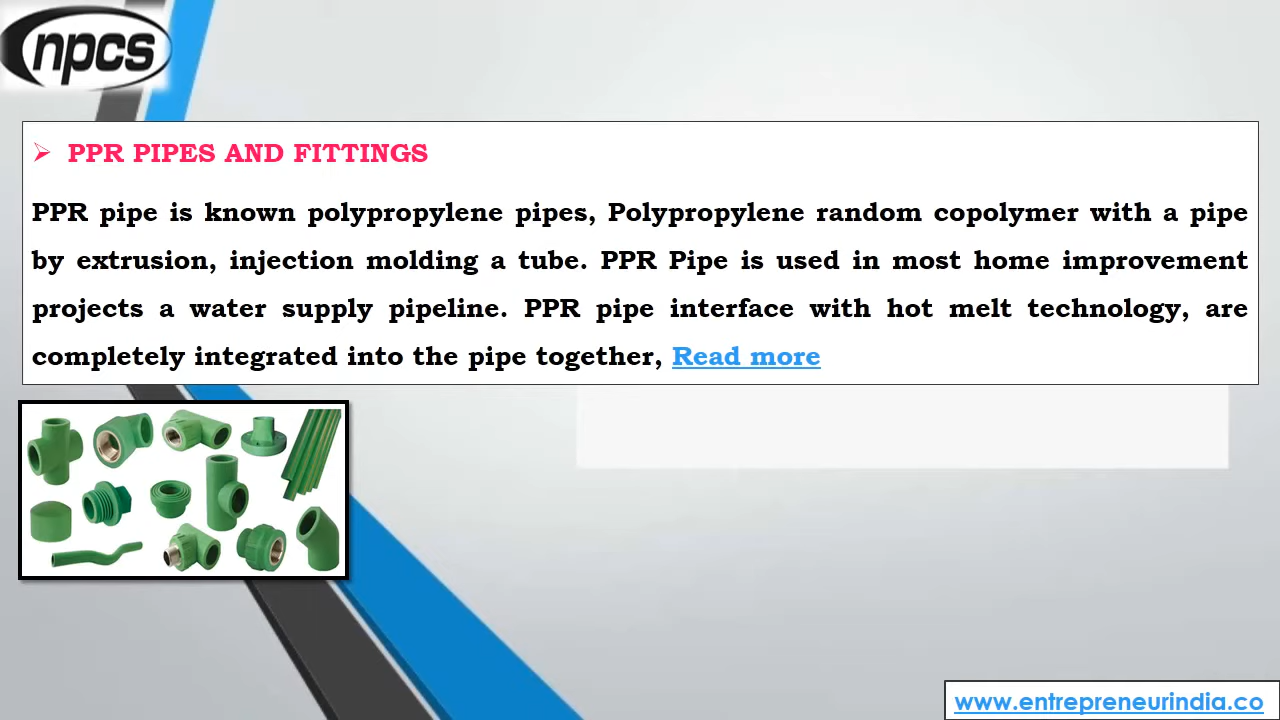 npcs
PPR PIPES AND FITTINGS
PPR pipe is known polypropylene pipes, Polypropylene random copolymer with a pipe
by extrusion, injection molding a tube. PPR Pipe is used in most home improvement
projects a water supply pipeline. PPR pipe interface with hot melt technology, are
completely integrated into the pipe together, Read more
www.entrepreneurindia.co